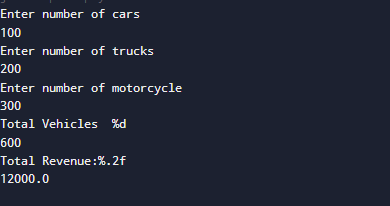 Enter number of cars
100
Enter number of trucks
200
Enter number of motorcycle
300
Total Vehicles  %d
600
Total Revenue:%.2f
12000.0